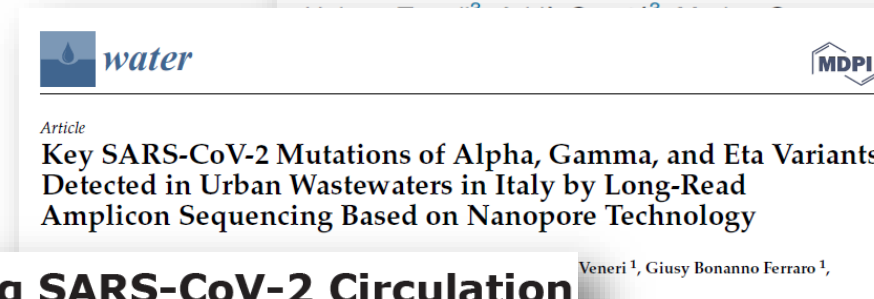 water
MDPI
Article
Key SARS-CoV-2 Mutations of Alpha, Gamma, and Eta Variants
Detected in Urban Wastewaters in Italy by Long-Read
Amplicon Sequencing Based on Nanopore Technology
Veneri 1, Giusy Bonanno Ferraro 1,
SARS-CoV-2 Circulation